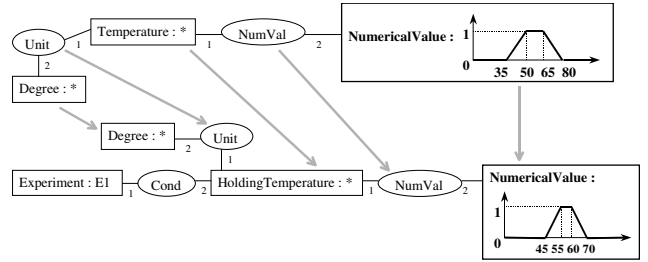 Unit
1
Temperature : *
1
NumVal
2
NumericalValue :
1
0
35 50 65 80
2
Degree : *
Degree : *
2
Unit
1
Experiment : E1
1
Cond
2
HoldingTemperature : *
1
NumVal
2
NumericalValue :
1
0
45 55 60 70